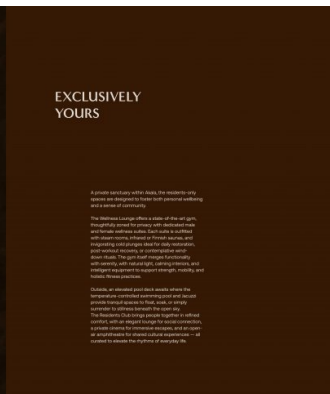 EXCLUSIVELY
YOURS
A private sanctuary within Asala, the residents-only
spaces are designed to foster both personal wellbeing
and a sense of community.
The Wellness Lounge offers a state-of-the-art gym,
thoughtfully zoned for privacy with dedicated male
and female wellness suites. Each suite is outfitted
with steam rooms, infrared or Finnish saunas, and
invigorating cold plunges ideal for daily restoration,
post-workout recovery, or contemplative wind-
down rituals. The gym itself merges functionality
with serenity, with natural light, calming interiors, and
intelligent equipment to support strength, mobility, and
holistic fitness practices.
Outside, an elevated pool deck awaits where the
temperature-controlled swimming pool and Jacuzzi
provide tranquil spaces to float, soak, or simply
surrender to stillness beneath the open sky.
The Residents Club brings people together in refined
comfort, with an elegant lounge for social connection,
a private cinema for immersive escapes, and an open-
air amphitheatre for shared cultural experiences — all
curated to elevate the rhythms of everyday life.